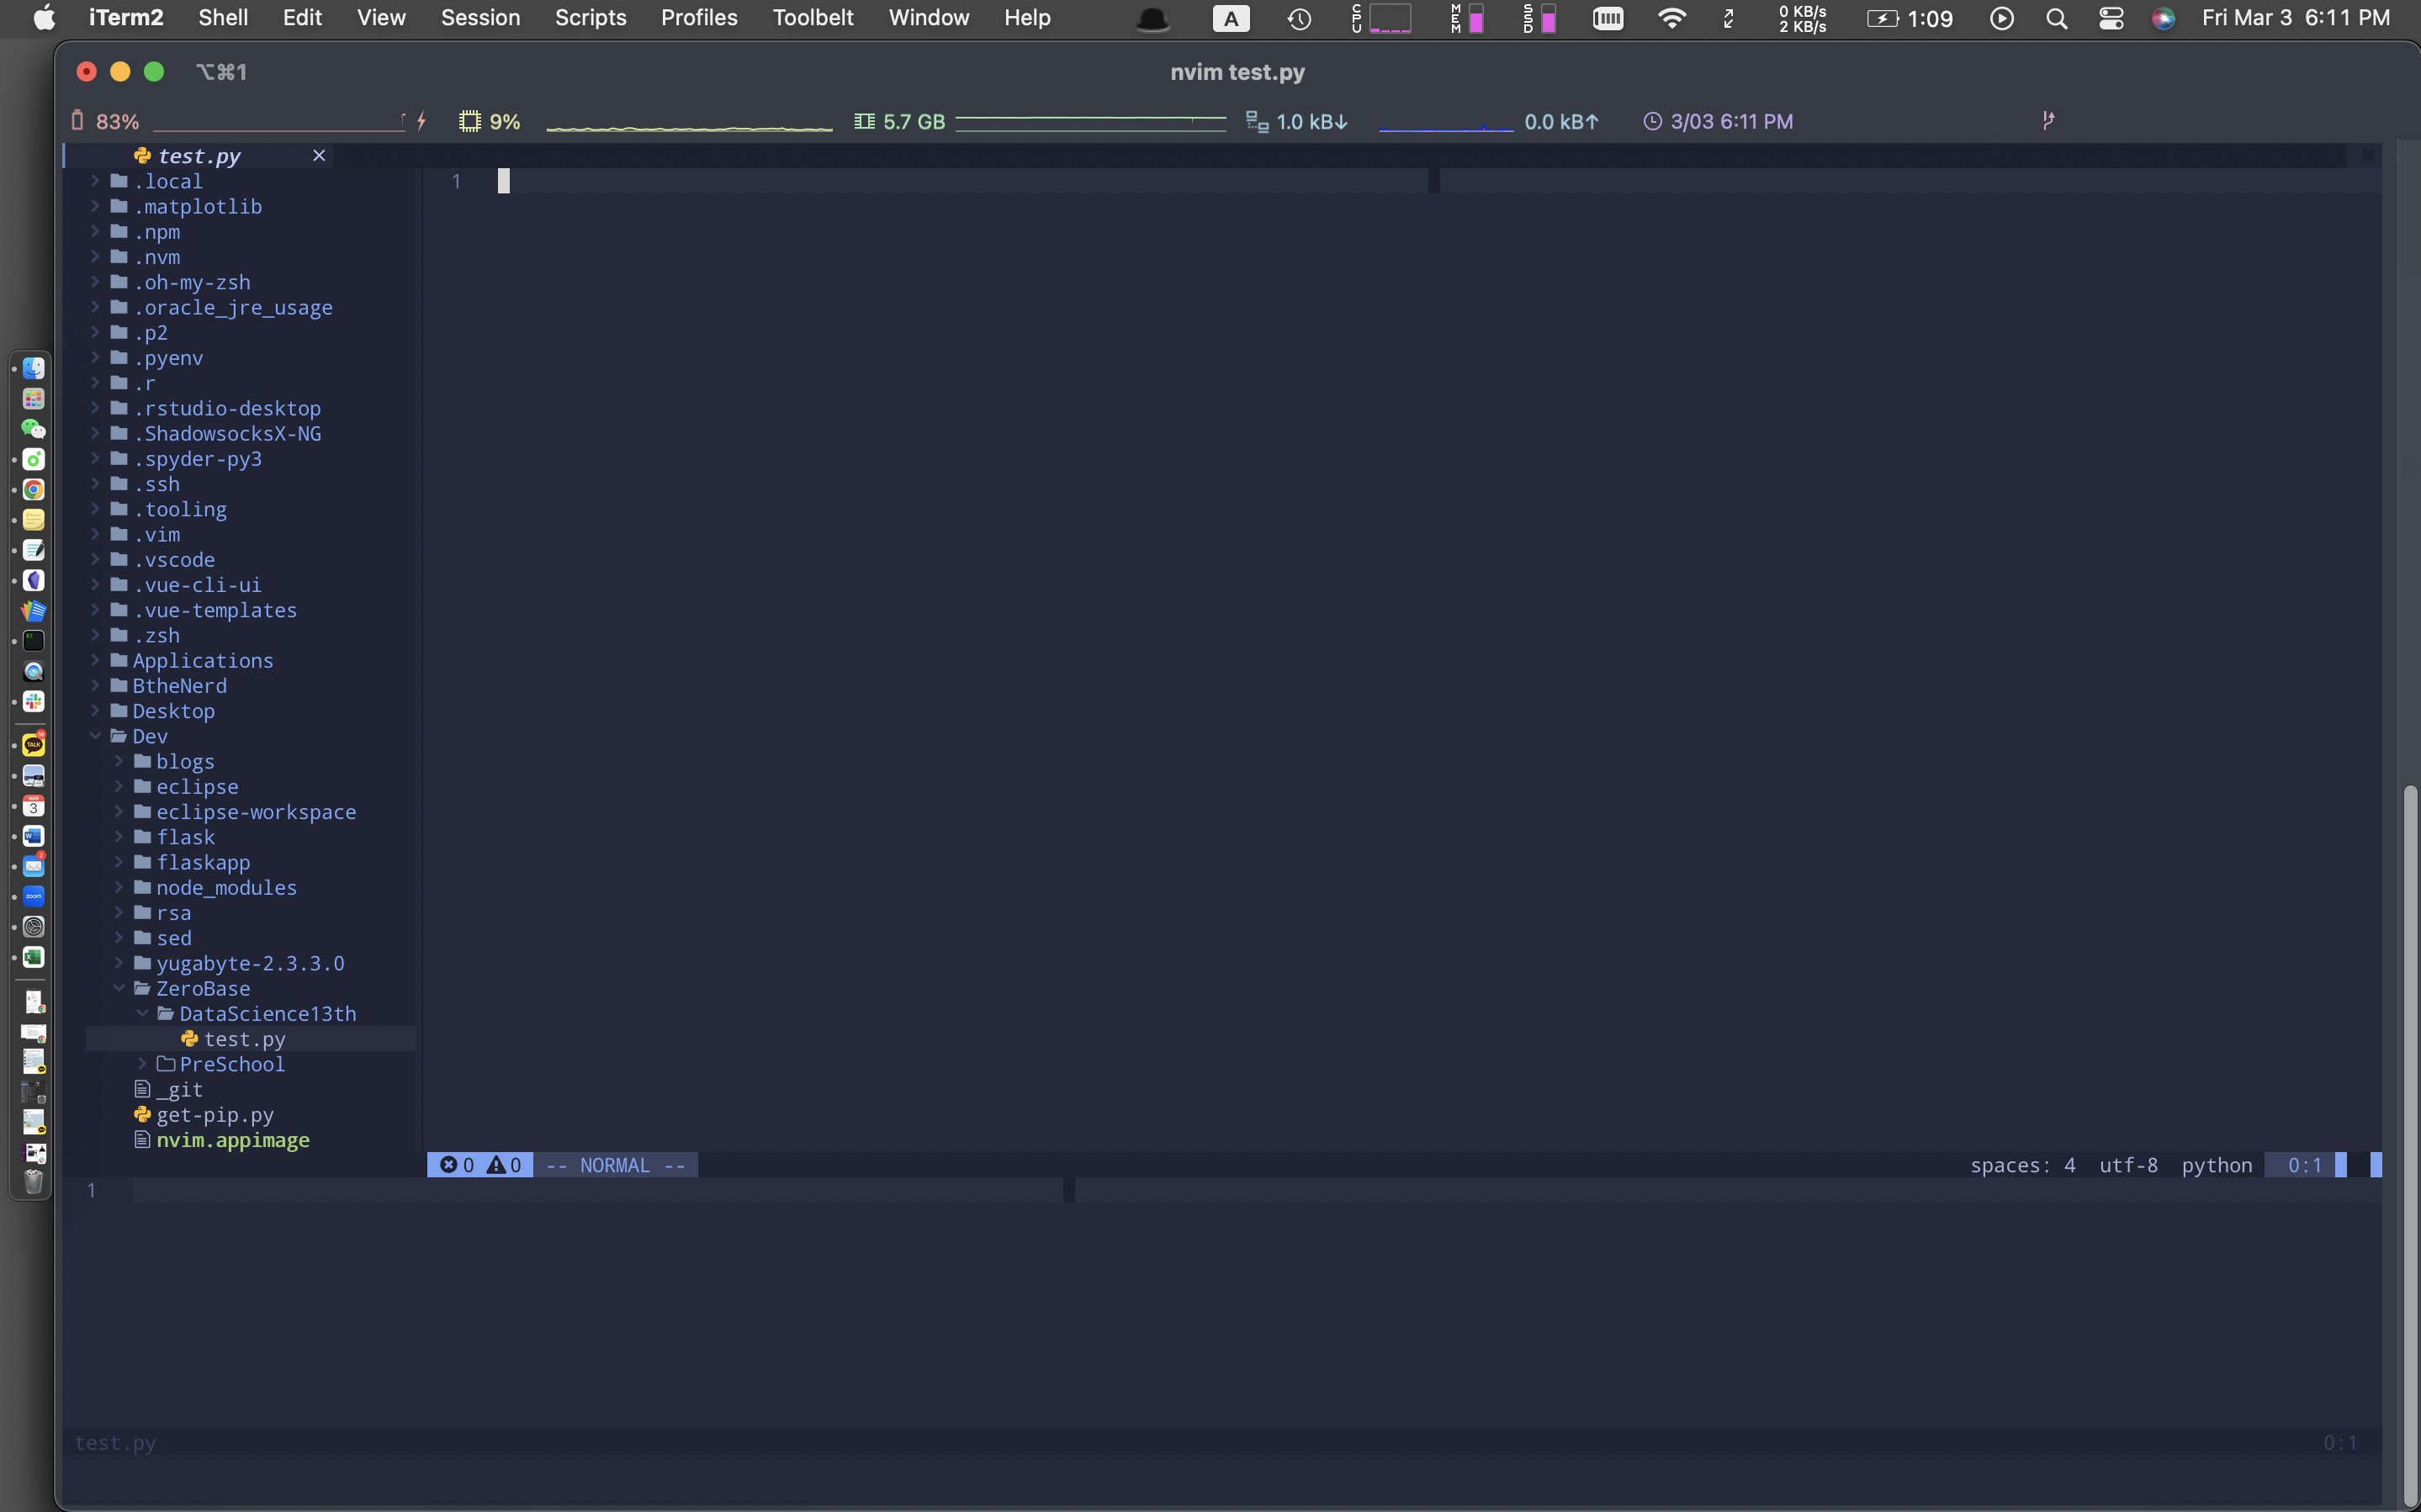 iTerm2 Shell Edit View Session Scripts Profiles Toolbelt Window Help A CPU MEM SSD 0 KB/s 2 KB/s 1:09 Fri Mar 3 6:11 PM
⌥⌘1 nvim test.py
83% 9% 5.7 GB 1.0 kB↓ 0.0 kB↑ 3/03 6:11 PM
test.py
.local 1
.matplotlib
.npm
.nvm
.oh-my-zsh
.oracle_jre_usage
.p2
.pyenv
.r
.rstudio-desktop
.ShadowsocksX-NG
.spyder-py3
.ssh
.tooling
.vim
.vscode
.vue-cli-ui
.vue-templates
.zsh
Applications
BtheNerd
Desktop
Dev
blogs
eclipse
eclipse-workspace
flask
flaskapp
node_modules
rsa
sed
yugabyte-2.3.3.0
ZeroBase
DataScience13th
test.py
PreSchool
_git
get-pip.py
nvim.appimage
0 0 -- NORMAL -- spaces: 4 utf-8 python 0:1
1
test.py 0:1
TALK
3
zoom